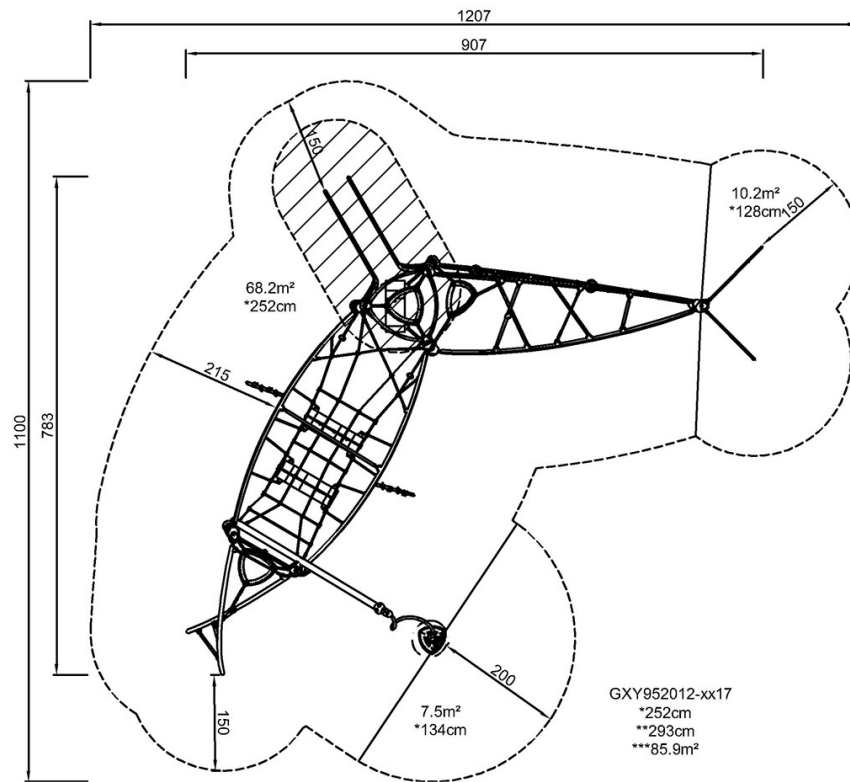 1207
907
150
10.2m²
*128cm
150
68.2m²
*252cm
215
1100
783
200
150
7.5m²
*134cm
GXY952012-xx17
*252cm
**293cm
***85.9m²